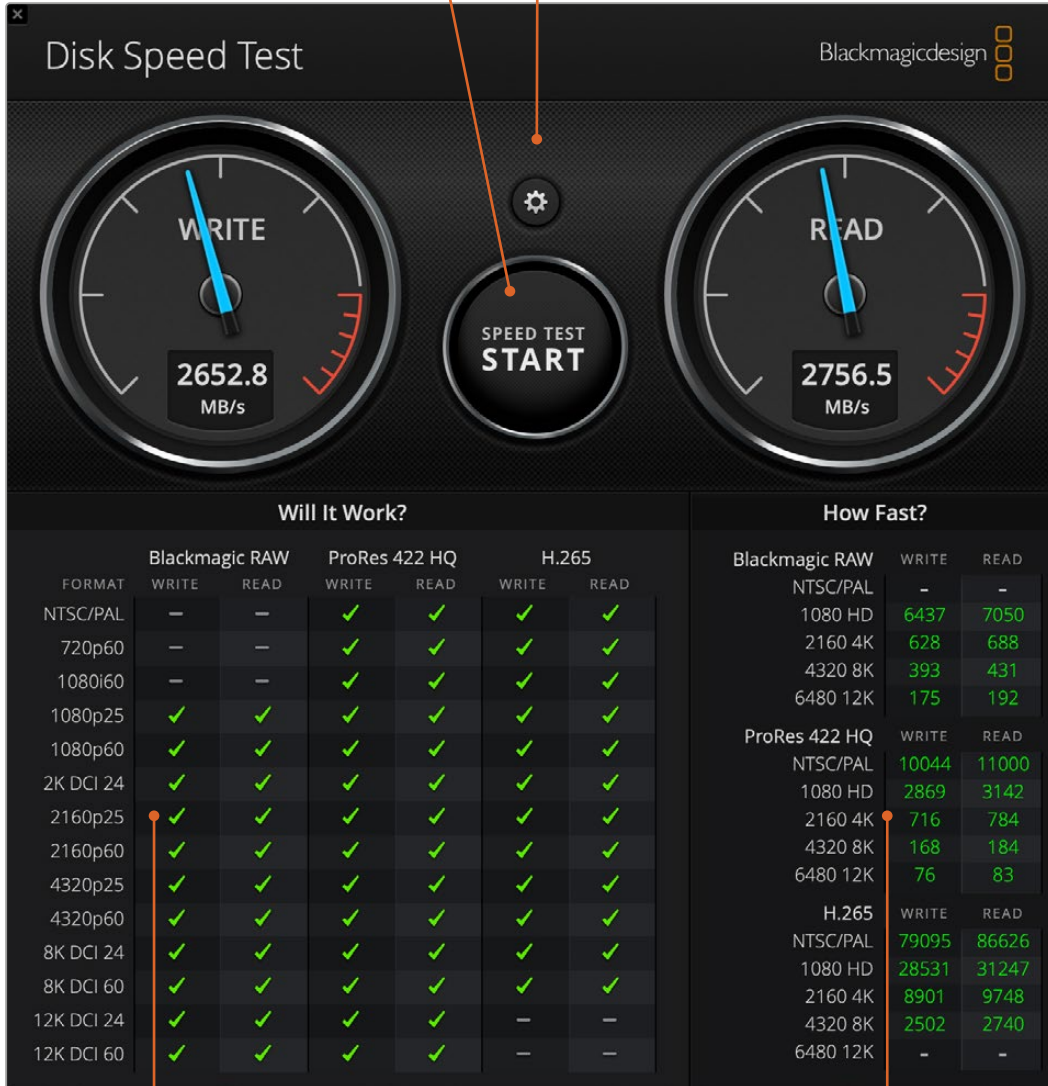 Disk Speed Test
Blackmagicdesign
WRITE
2652.8
MB/s
SPEED TEST
START
READ
2756.5
MB/s
Will It Work?
Blackmagic RAW ProRes 422 HQ H.265
FORMAT WRITE READ WRITE READ WRITE READ
NTSC/PAL – – ✓ ✓ ✓ ✓
720p60 – – ✓ ✓ ✓ ✓
1080i60 – – ✓ ✓ ✓ ✓
1080p25 ✓ ✓ ✓ ✓ ✓ ✓
1080p60 ✓ ✓ ✓ ✓ ✓ ✓
2K DCI 24 ✓ ✓ ✓ ✓ ✓ ✓
2160p25 ✓ ✓ ✓ ✓ ✓ ✓
2160p60 ✓ ✓ ✓ ✓ ✓ ✓
4320p25 ✓ ✓ ✓ ✓ ✓ ✓
4320p60 ✓ ✓ ✓ ✓ ✓ ✓
8K DCI 24 ✓ ✓ ✓ ✓ ✓ ✓
8K DCI 60 ✓ ✓ ✓ ✓ ✓ ✓
12K DCI 24 ✓ ✓ ✓ ✓ – –
12K DCI 60 ✓ ✓ ✓ ✓ – –
How Fast?
Blackmagic RAW WRITE READ
NTSC/PAL - -
1080 HD 6437 7050
2160 4K 628 688
4320 8K 393 431
6480 12K 175 192
ProRes 422 HQ WRITE READ
NTSC/PAL 10044 11000
1080 HD 2869 3142
2160 4K 716 784
4320 8K 168 184
6480 12K 76 83
H.265 WRITE READ
NTSC/PAL 79095 86626
1080 HD 28531 31247
2160 4K 8901 9748
4320 8K 2502 2740
6480 12K - -